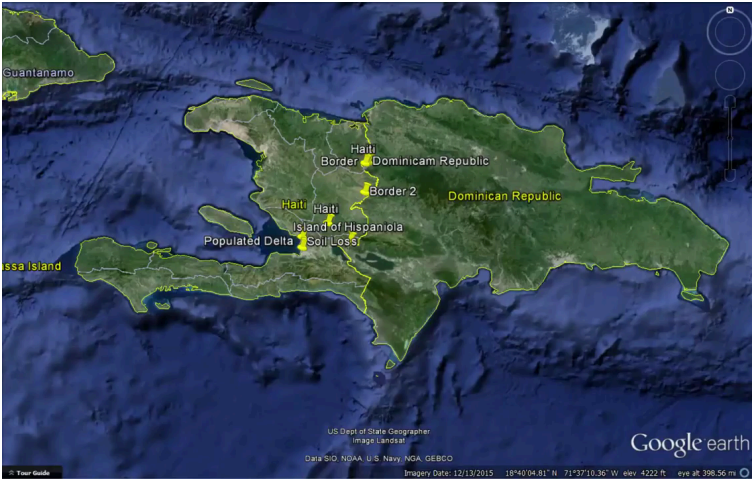 N
Guantanamo
Haiti
Border
Dominicam Republic
Border 2
Dominican Republic
Haiti
Haiti
Island of Hispaniola
Populated Delta
Soil Loss
assa Island
US Dept of State Geographer
Image Landsat
Data SIO, NOAA, U.S. Navy, NGA, GEBCO
Google earth
Tour Guide
Imagery Date: 12/13/2015 18°40'04.81" N 71°37'10.36" W elev 4222 ft eye alt 398.56 mi